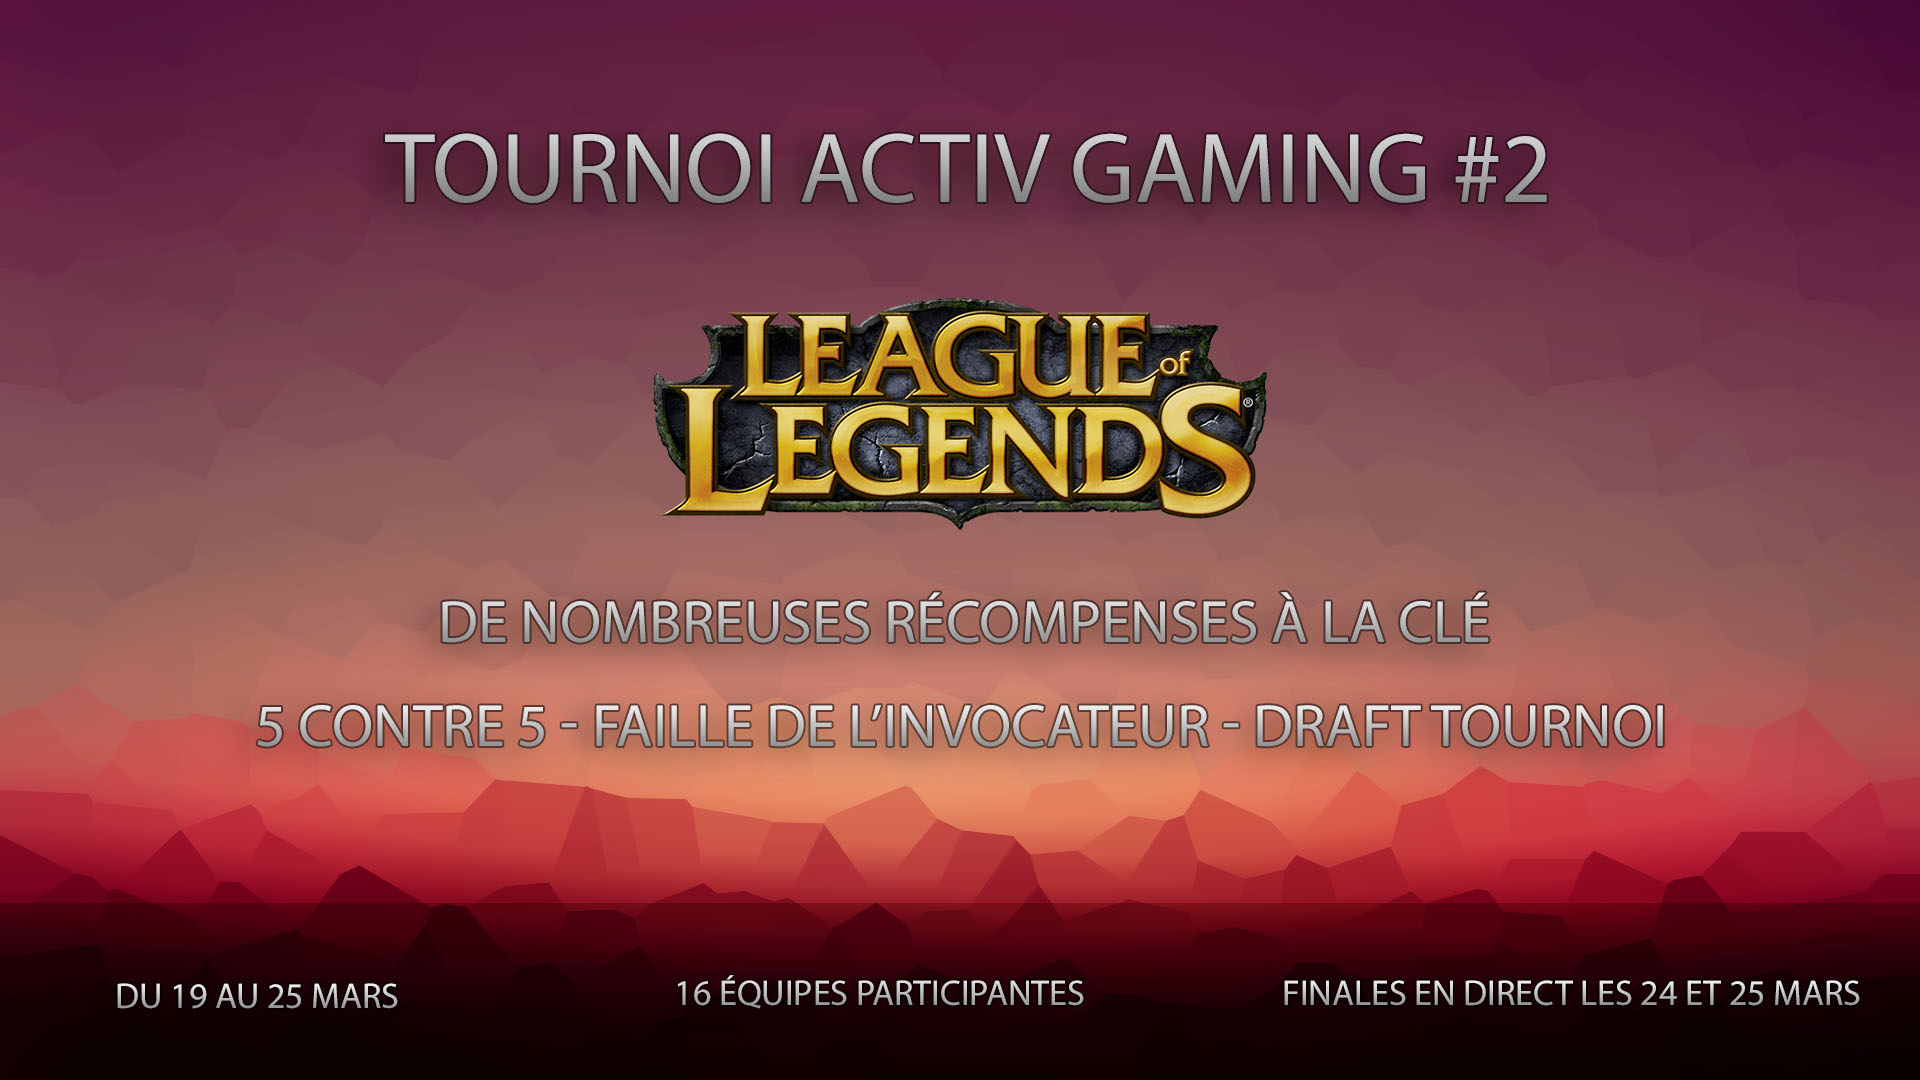 TOURNOI ACTIV GAMING #2
LEAGUE of
LEGENDS®
DE NOMBREUSES RÉCOMPENSES À LA CLÉ
5 CONTRE 5 - FAILLE DE L’INVOCATEUR - DRAFT TOURNOI
DU 19 AU 25 MARS
16 ÉQUIPES PARTICIPANTES
FINALES EN DIRECT LES 24 ET 25 MARS